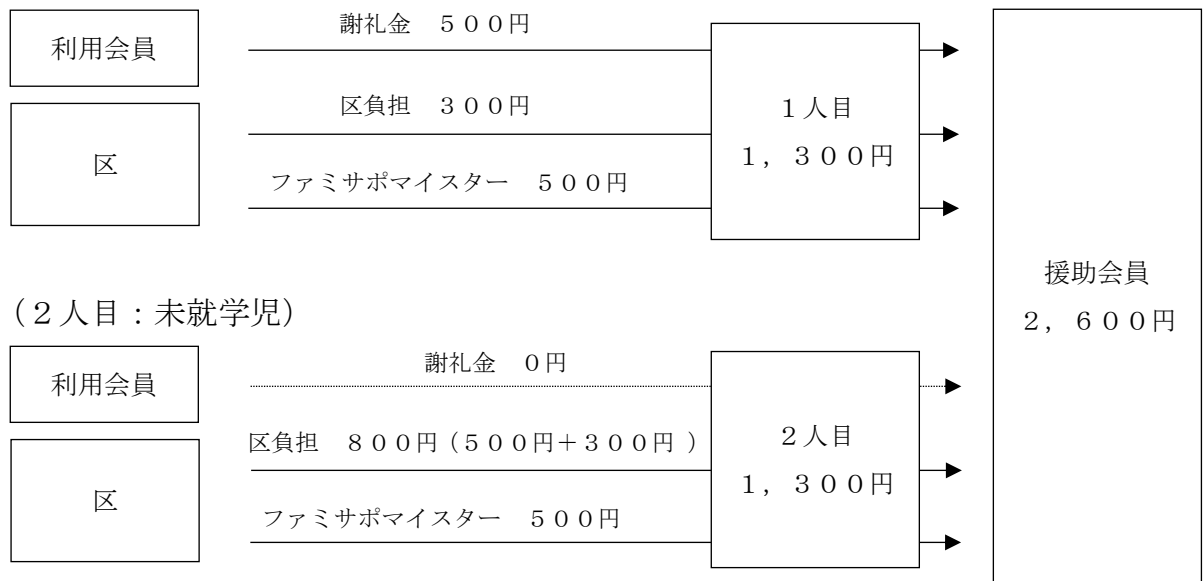 利用会員
謝礼金　５００円
区
区負担　３００円
ファミサポマイスター　５００円
１人目
１，３００円
援助会員
２，６００円
（２人目：未就学児）
利用会員
謝礼金　０円
区
区負担　８００円（５００円＋３００円 ）
ファミサポマイスター　５００円
２人目
１，３００円